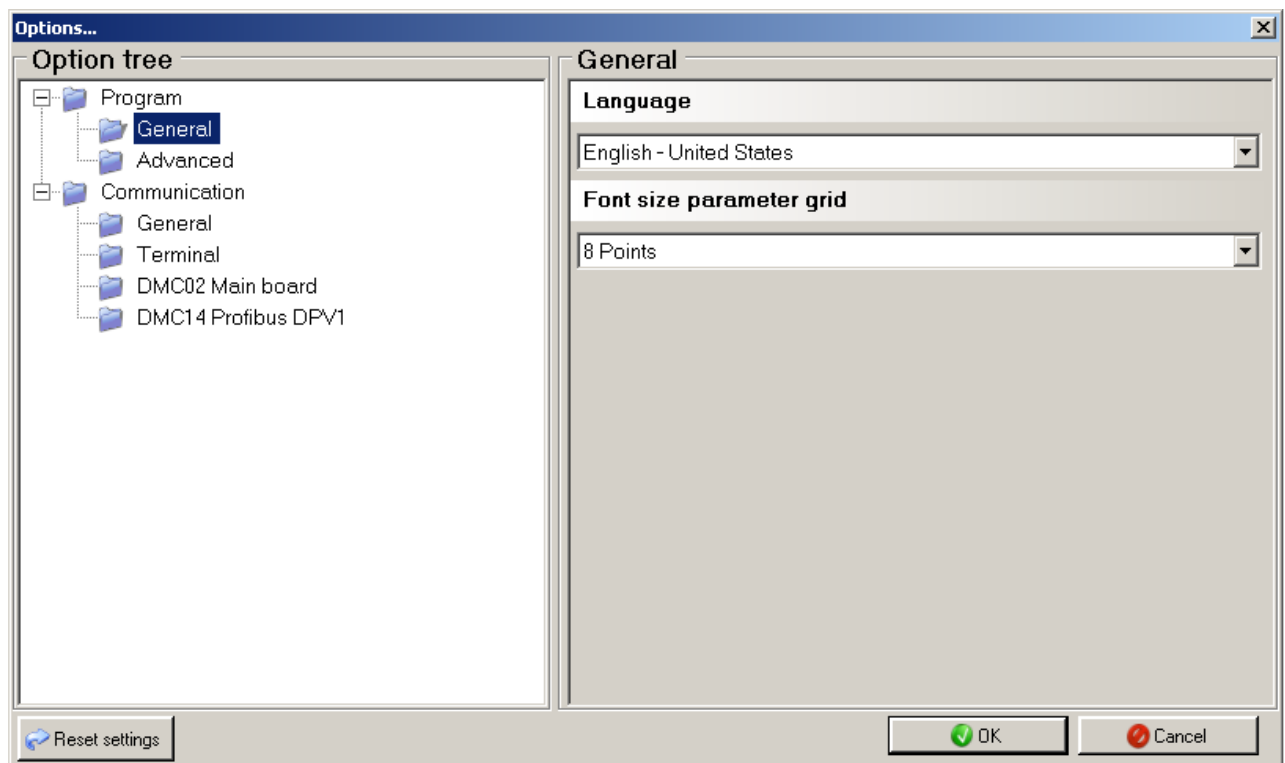 Options...
Option tree
Program
General
Advanced
Communication
General
Terminal
DMC02 Main board
DMC14 Profibus DPV1
General
Language
English - United States
Font size parameter grid
8 Points
Reset settings
OK
Cancel